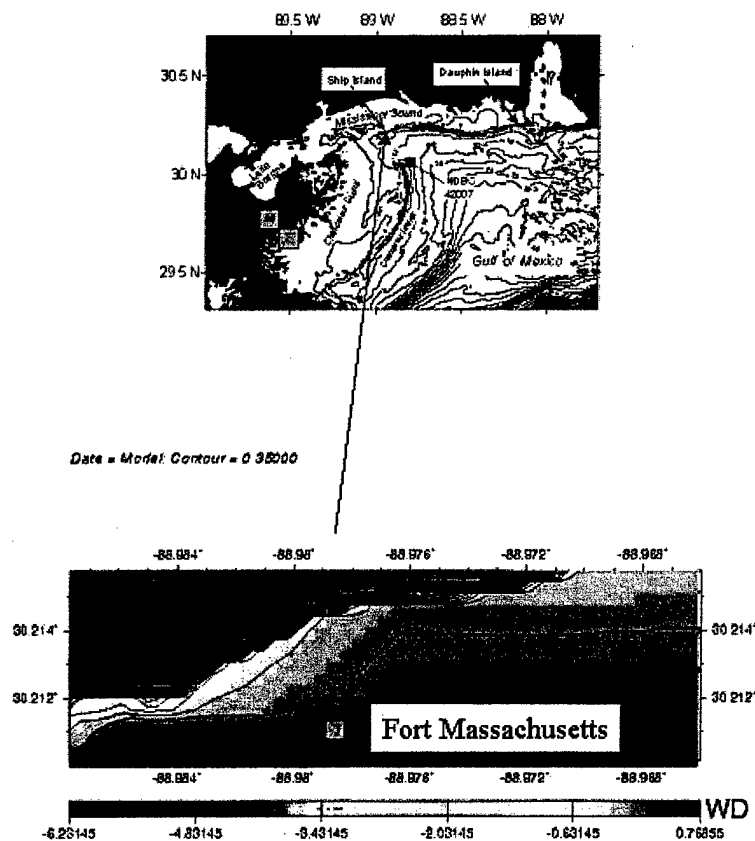 89.5 W 89 W 88.5 W 88 W
30.5 N
Ship Island
Dauphin Island
Mississippi Sound
30 N
42007
29.5 N
Gulf of Mexico
Date = Model: Contour = 0.35000
-88.984° -88.98° -88.976° -88.972° -88.968°
30.214° 30.214°
30.212° 30.212°
Fort Massachusetts
-88.984° -88.98° -88.976° -88.972° -88.968°
WD
-6.23145 -4.83145 -3.43145 -2.03145 -0.63145 0.76855